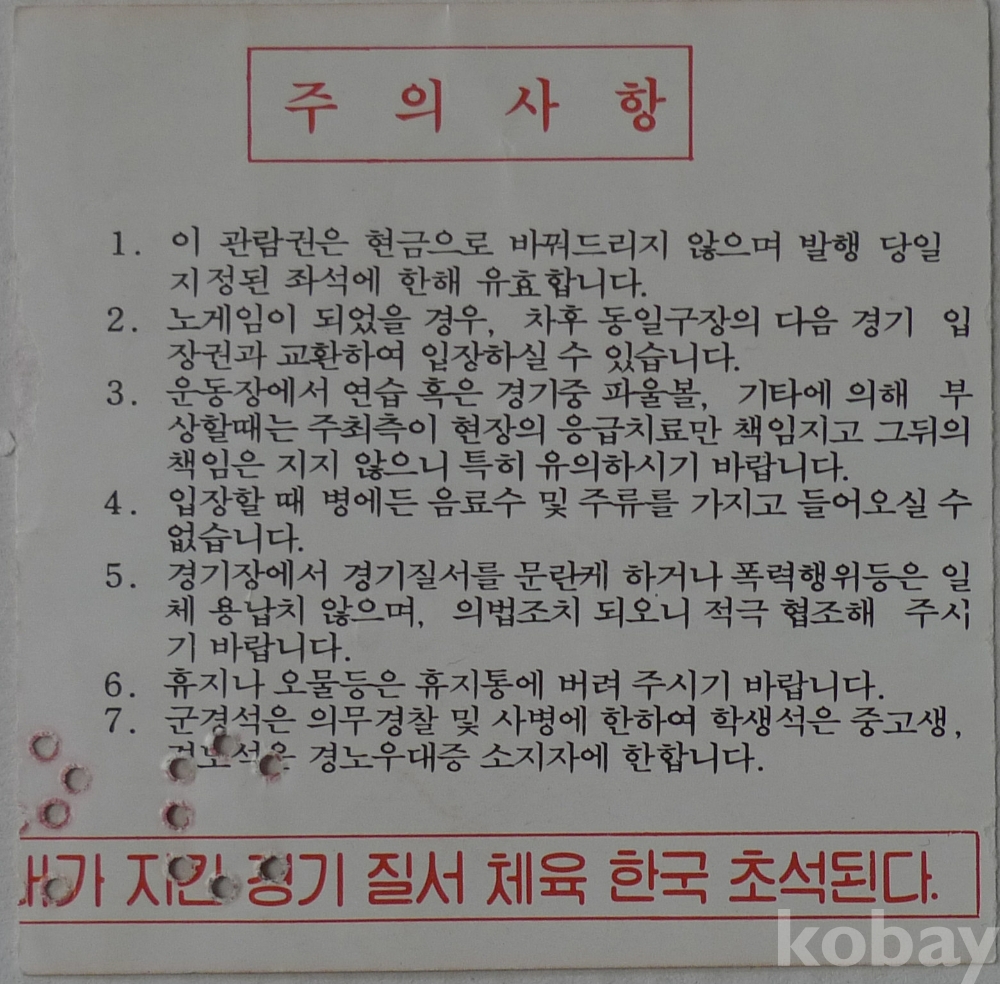 주 의 사 항
1. 이 관람권은 현금으로 바꿔드리지 않으며 발행 당일
지정된 좌석에 한해 유효합니다.
2. 노게임이 되었을 경우, 차후 동일구장의 다음 경기 입
장권과 교환하여 입장하실 수 있습니다.
3. 운동장에서 연습 혹은 경기중 파울볼, 기타에 의해 부
상할때는 주최측이 현장의 응급치료만 책임지고 그뒤의
책임은 지지 않으니 특히 유의하시기 바랍니다.
4. 입장할 때 병에든 음료수 및 주류를 가지고 들어오실 수
없습니다.
5. 경기장에서 경기질서를 문란케 하거나 폭력행위등은 일
체 용납치 않으며, 의법조치 되오니 적극 협조해 주시
기 바랍니다.
6. 휴지나 오물등은 휴지통에 버려 주시기 바랍니다.
7. 군경석은 의무경찰 및 사병에 한하여 학생석은 중고생,
경노우대증 소지자에 한합니다.
내가 지킨 경기 질서 체육 한국 초석된다.
kobay